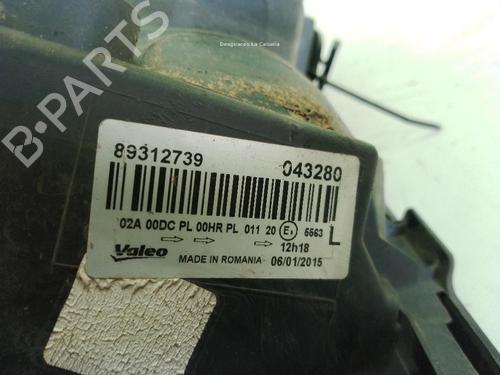 Desguaces La Cabaña
B-PARTS
89312739 043280
02A 00DC PL 00HR PL 011 20 E 5563 L
12h18
Valeo MADE IN ROMANIA 06/01/2015